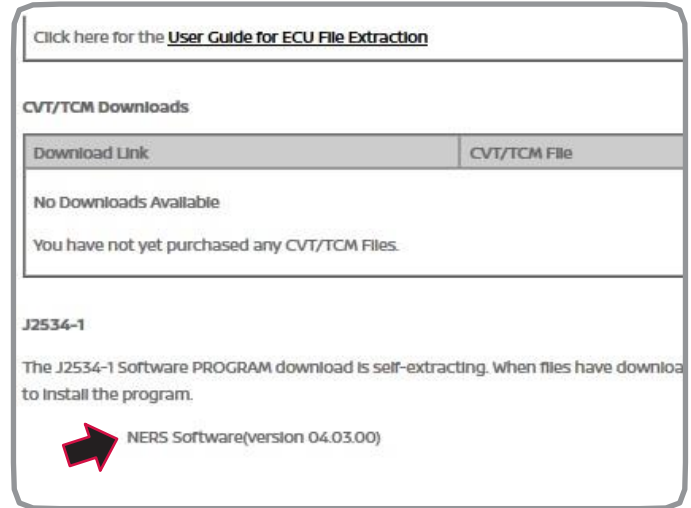 Click here for the User Guide for ECU File Extraction
CVT/TCM Downloads
Download Link
CVT/TCM File
No Downloads Available
You have not yet purchased any CVT/TCM Files.
J2534-1
The J2534-1 Software PROGRAM download is self-extracting. When files have downloa
to install the program.
NERS Software(version 04.03.00)